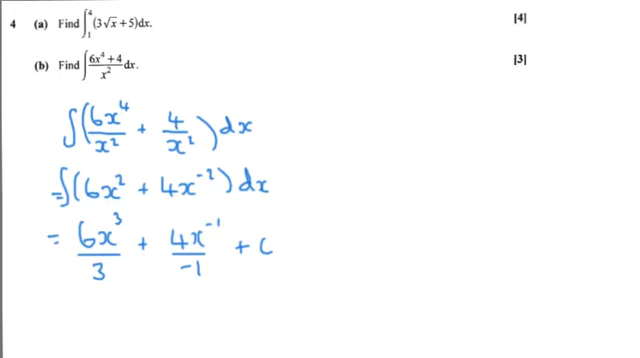 4 (a) Find ∫₁⁴ (3√x + 5)dx. [4]
(b) Find ∫ (6x⁴ + 4)/x² dx. [3]
∫(6x⁴/x² + 4/x²) dx
= ∫(6x² + 4x⁻²) dx
= 6x³/3 + 4x⁻¹/-1 + C